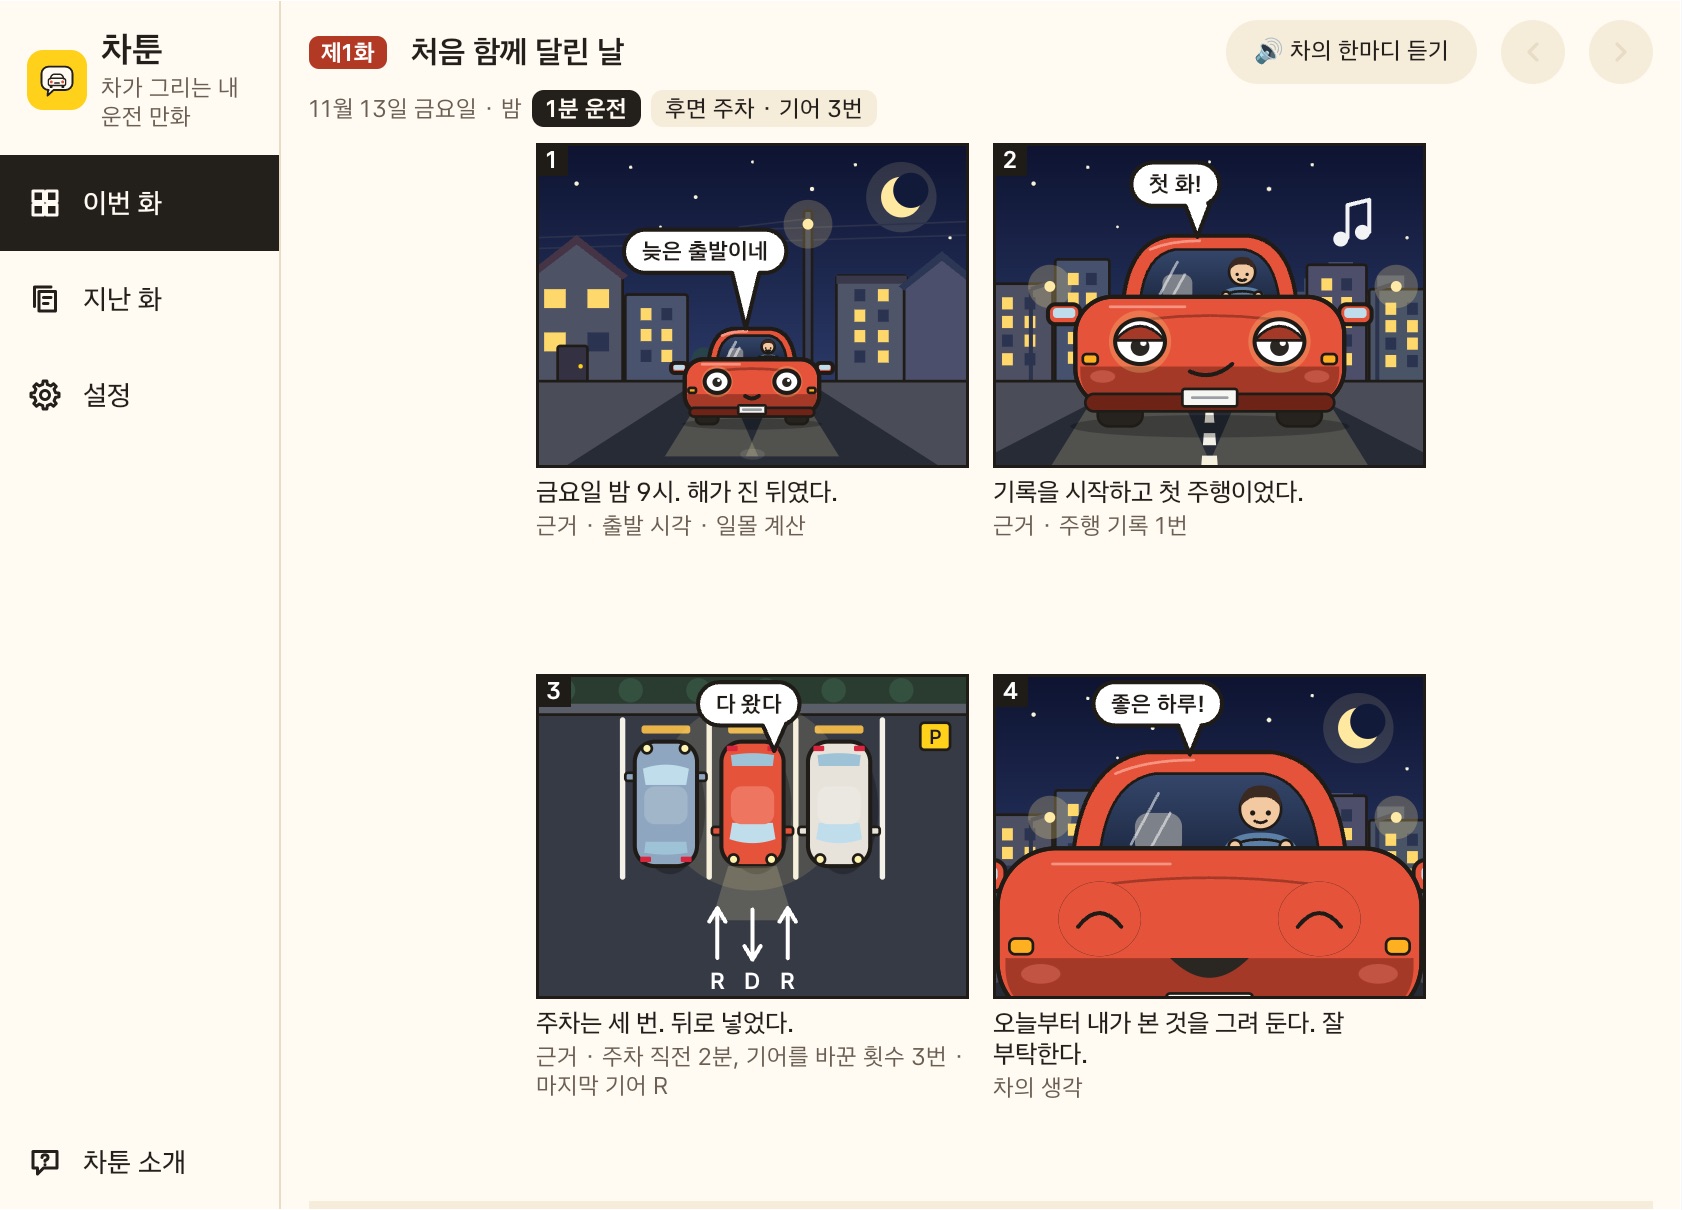 차툰
차가 그리는 내
운전 만화
이번 화
지난 화
설정
차툰 소개
제1화 처음 함께 달린 날
차의 한마디 듣기
11월 13일 금요일 · 밤 1분 운전 후면 주차 · 기어 3번
1
늦은 출발이네
금요일 밤 9시. 해가 진 뒤였다.
근거 · 출발 시각 · 일몰 계산
2
첫 화!
기록을 시작하고 첫 주행이었다.
근거 · 주행 기록 1번
3
다 왔다
P
R D R
주차는 세 번. 뒤로 넣었다.
근거 · 주차 직전 2분, 기어를 바꾼 횟수 3번 ·
마지막 기어 R
4
좋은 하루!
오늘부터 내가 본 것을 그려 둔다. 잘
부탁한다.
차의 생각